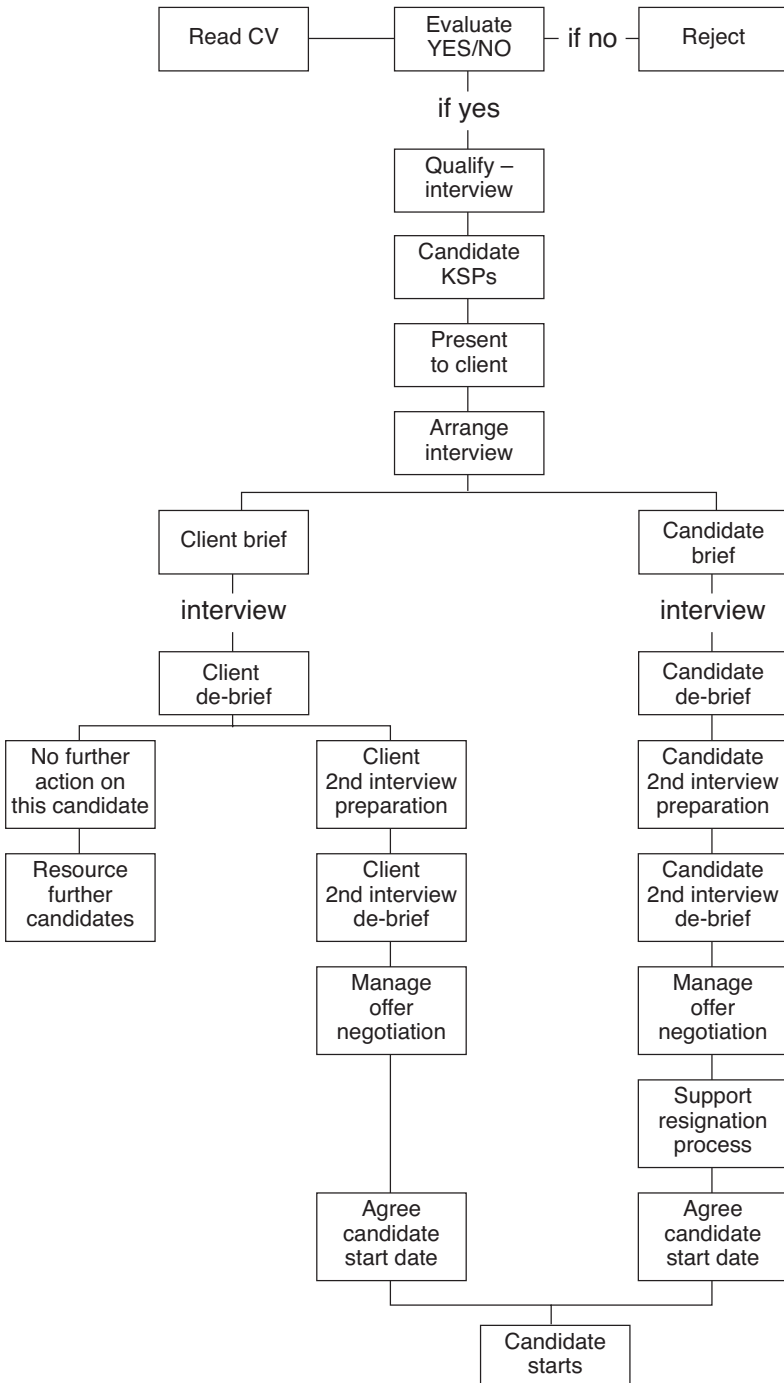 Read CV
Evaluate
YES/NO
if no
Reject
if yes
Qualify –
interview
Candidate
KSPs
Present
to client
Arrange
interview
Client brief
Candidate
brief
interview
interview
Client
de-brief
Candidate
de-brief
No further
action on
this candidate
Client
2nd interview
preparation
Candidate
2nd interview
preparation
Resource
further
candidates
Client
2nd interview
de-brief
Candidate
2nd interview
de-brief
Manage
offer
negotiation
Manage
offer
negotiation
Support
resignation
process
Agree
candidate
start date
Agree
candidate
start date
Candidate
starts